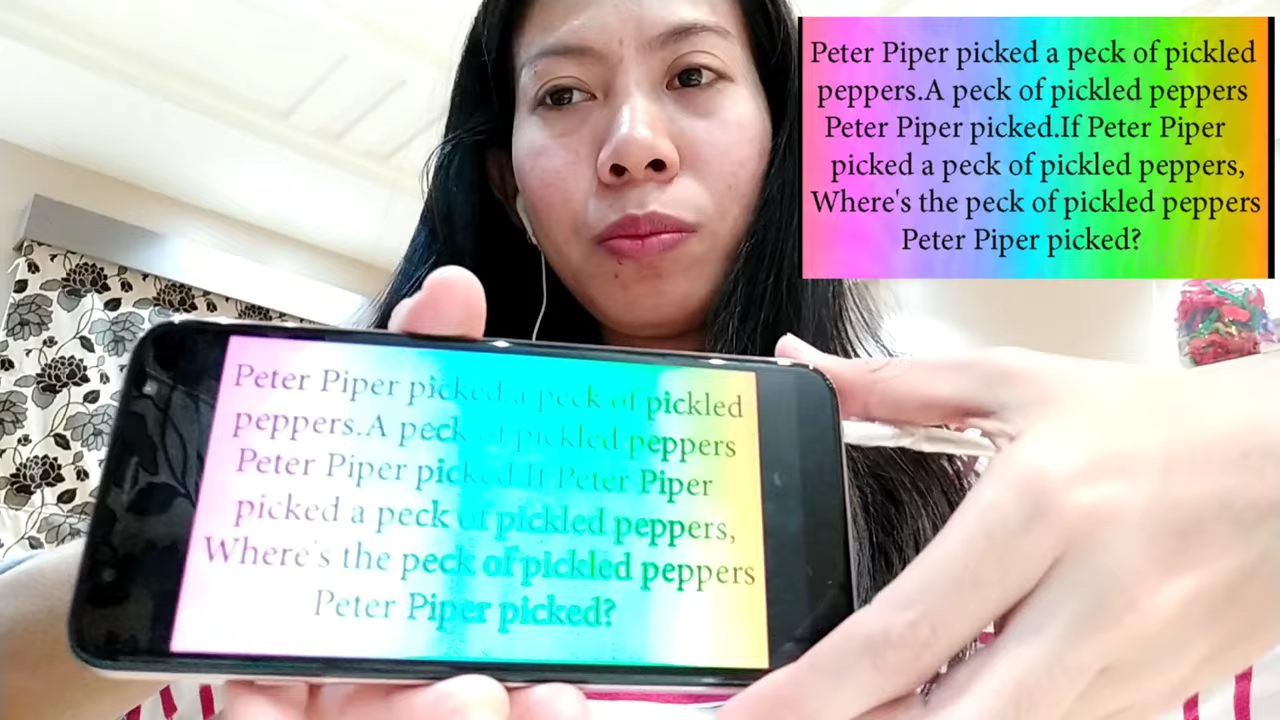 Peter Piper picked a peck of pickled
peppers.A peck of pickled peppers
Peter Piper picked.If Peter Piper
picked a peck of pickled peppers,
Where's the peck of pickled peppers
Peter Piper picked?
Peter Piper picked a peck of pickled
peppers.A peck of pickled peppers
Peter Piper picked.If Peter Piper
picked a peck of pickled peppers,
Where's the peck of pickled peppers
Peter Piper picked?